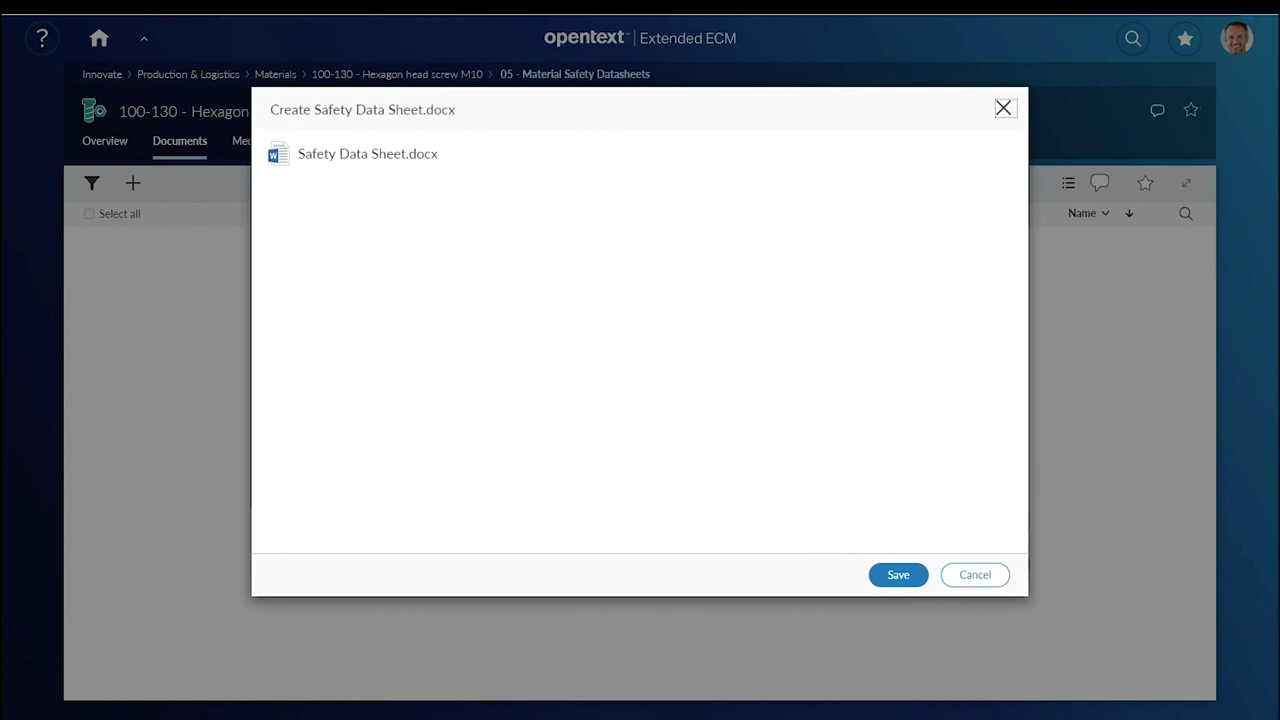 ?
opentext™ | Extended ECM
Innovate > Production & Logistics > Materials > 100-130 - Hexagon head screw M10 > 05 - Material Safety Datasheets
100-130 - Hexagon
Overview Documents
Create Safety Data Sheet.docx
Safety Data Sheet.docx
Select all
Name
Save Cancel